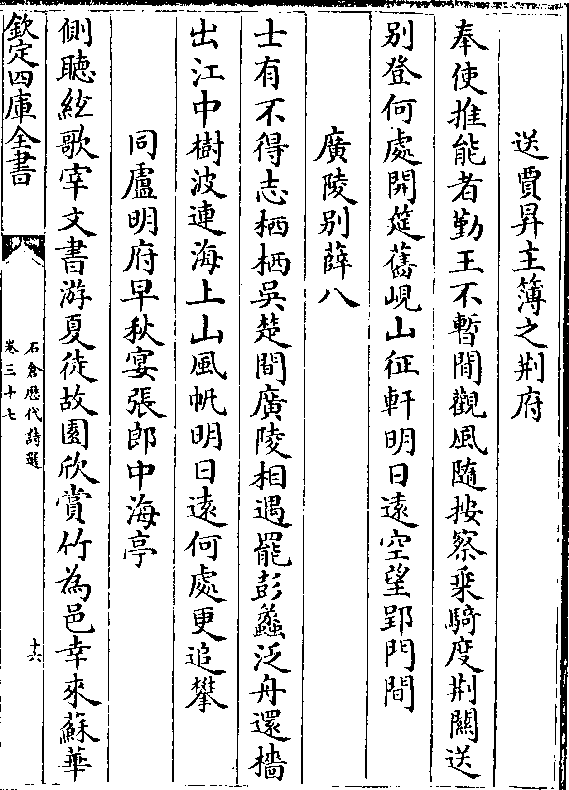 送賈昇主簿之荆府
奉使推能者勤王不暫閒觀風隨按察乗騎度荆關送
别登何處開筵舊峴山征軒明日遠空望郢門間
廣陵别薛八
士有不得志栖栖吳楚間廣陵相遇罷彭蠡泛舟還檣
出江中樹波連海上山風帆明日遠何處更追攀
同盧明府早秋宴張郎中海亭
側聽絃歌宰文書游夏徒故園欣賞竹為邑幸來蘇華
欽定四庫全書
石倉歴代詩選
卷三十七
十六